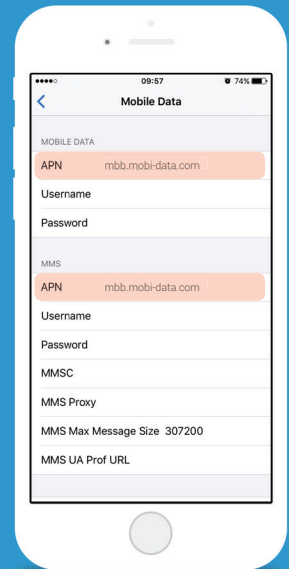 09:57
74%
Mobile Data
MOBILE DATA
APN mbb.mobi-data.com
Username
Password
MMS
APN mbb.mobi-data.com
Username
Password
MMSC
MMS Proxy
MMS Max Message Size 307200
MMS UA Prof URL